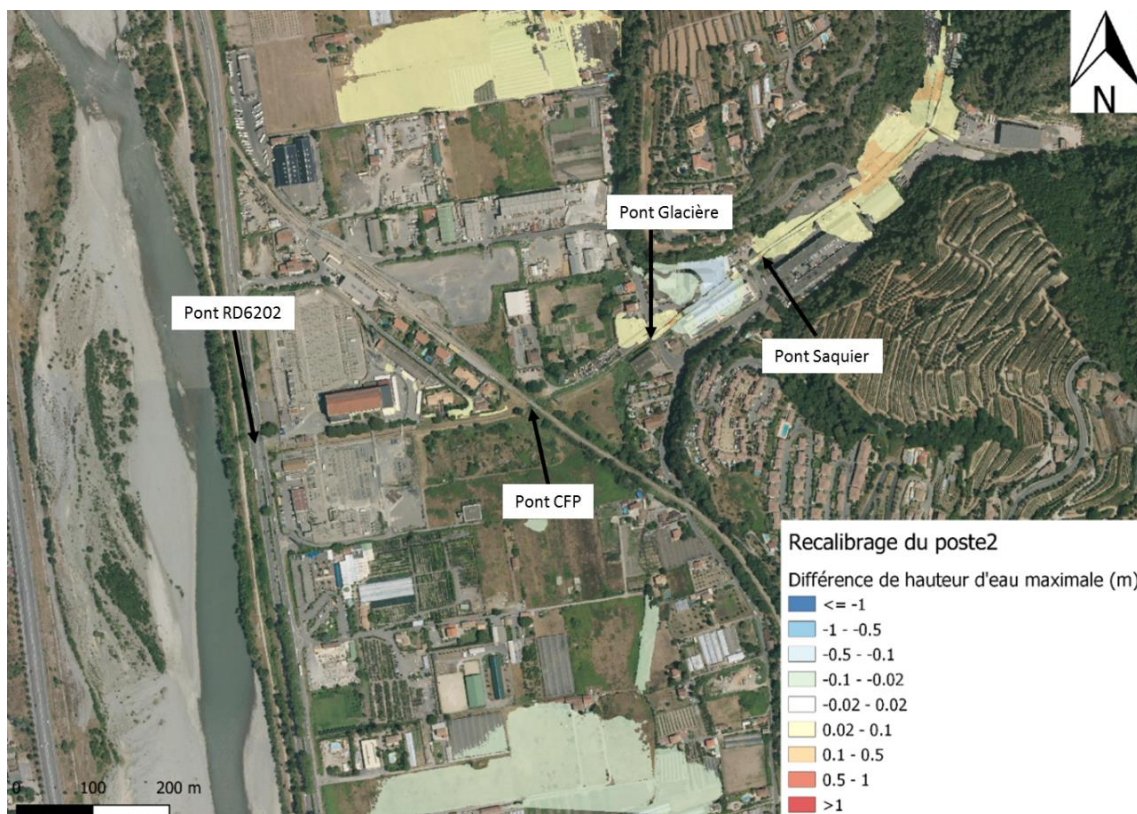 N
Pont Glacière
Pont RD6202
Pont Saquier
Pont CFP
Recalibrage du poste2
Différence de hauteur d'eau maximale (m)
<= -1
-1 - -0.5
-0.5 - -0.1
-0.1 - -0.02
-0.02 - 0.02
0.02 - 0.1
0.1 - 0.5
0.5 - 1
>1
0 100 200 m